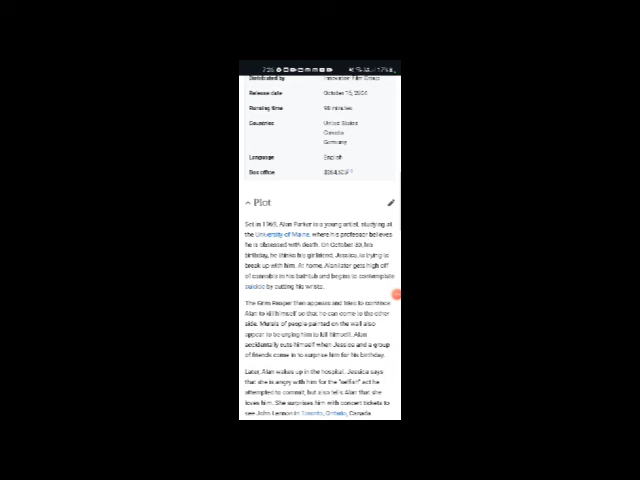 Distributed by Innovation Film Group
Release date October 15, 2004
Running time 98 minutes
Countries United States
Canada
Germany
Language English
Box office
Plot
Set in 1969, Alan Parker is a young artist, studying at
the University of Maine, where his professor believes
he is obsessed with death. On October 30, his
birthday, he thinks his girlfriend, Jessica, is trying to
break up with him. At home, Alan later gets high off
of cannabis in his bathtub and begins to contemplate
suicide by cutting his wrists.
The Grim Reaper then appears and tries to convince
Alan to kill himself so that he can come to the other
side. Murals of people painted on the wall also
appear to be urging him to kill himself. Alan
accidentally cuts himself when Jessica and a group
of friends come in to surprise him for his birthday.
Later, Alan wakes up in the hospital. Jessica says
that she is angry with him for the "selfish" act he
attempted to commit, but also tells Alan that she
loves him. She surprises him with concert tickets to
see John Lennon in Toronto, Ontario, Canada